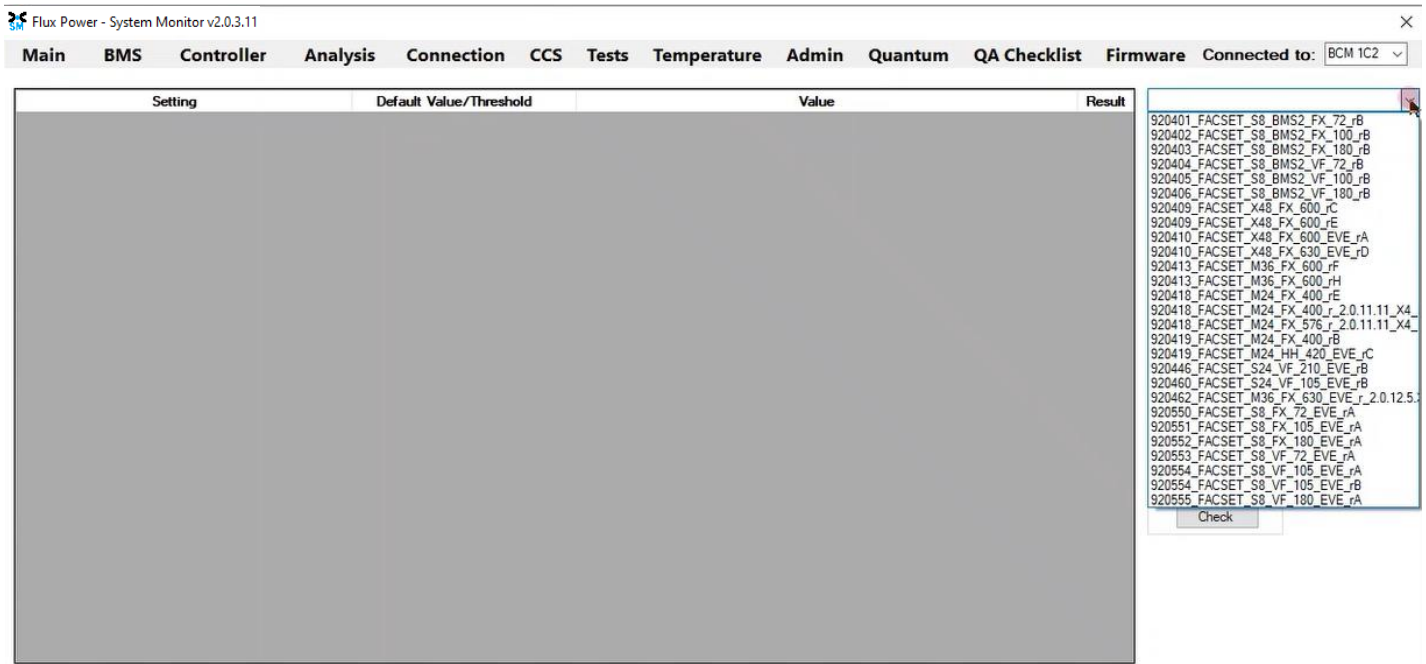 SM Flux Power - System Monitor v2.0.3.11
Main BMS Controller Analysis Connection CCS Tests Temperature Admin Quantum QA Checklist Firmware Connected to: BCM 1C2
Setting Default Value/Threshold Value Result
920401_FACSET_S8_BMS2_FX_72_rB
920402_FACSET_S8_BMS2_FX_100_rB
920403_FACSET_S8_BMS2_FX_180_rB
920404_FACSET_S8_BMS2_VF_72_rB
920405_FACSET_S8_BMS2_VF_100_rB
920406_FACSET_S8_BMS2_VF_180_rB
920409_FACSET_X48_FX_600_rC
920409_FACSET_X48_FX_600_rE
920410_FACSET_X48_FX_600_EVE_rA
920410_FACSET_X48_FX_630_EVE_rD
920413_FACSET_M36_FX_600_rF
920413_FACSET_M36_FX_600_rH
920418_FACSET_M24_FX_400_rE
920418_FACSET_M24_FX_400_r_2.0.11.11_X4_
920418_FACSET_M24_FX_576_r_2.0.11.11_X4_
920419_FACSET_M24_FX_400_rB
920419_FACSET_M24_HH_420_EVE_rC
920446_FACSET_S24_VF_210_EVE_rB
920460_FACSET_S24_VF_105_EVE_rB
920462_FACSET_M36_FX_630_EVE_r_2.0.12.5.
920550_FACSET_S8_FX_72_EVE_rA
920551_FACSET_S8_FX_105_EVE_rA
920552_FACSET_S8_FX_180_EVE_rA
920553_FACSET_S8_VF_72_EVE_rA
920554_FACSET_S8_VF_105_EVE_rA
920554_FACSET_S8_VF_105_EVE_rB
920555_FACSET_S8_VF_180_EVE_rA
Check